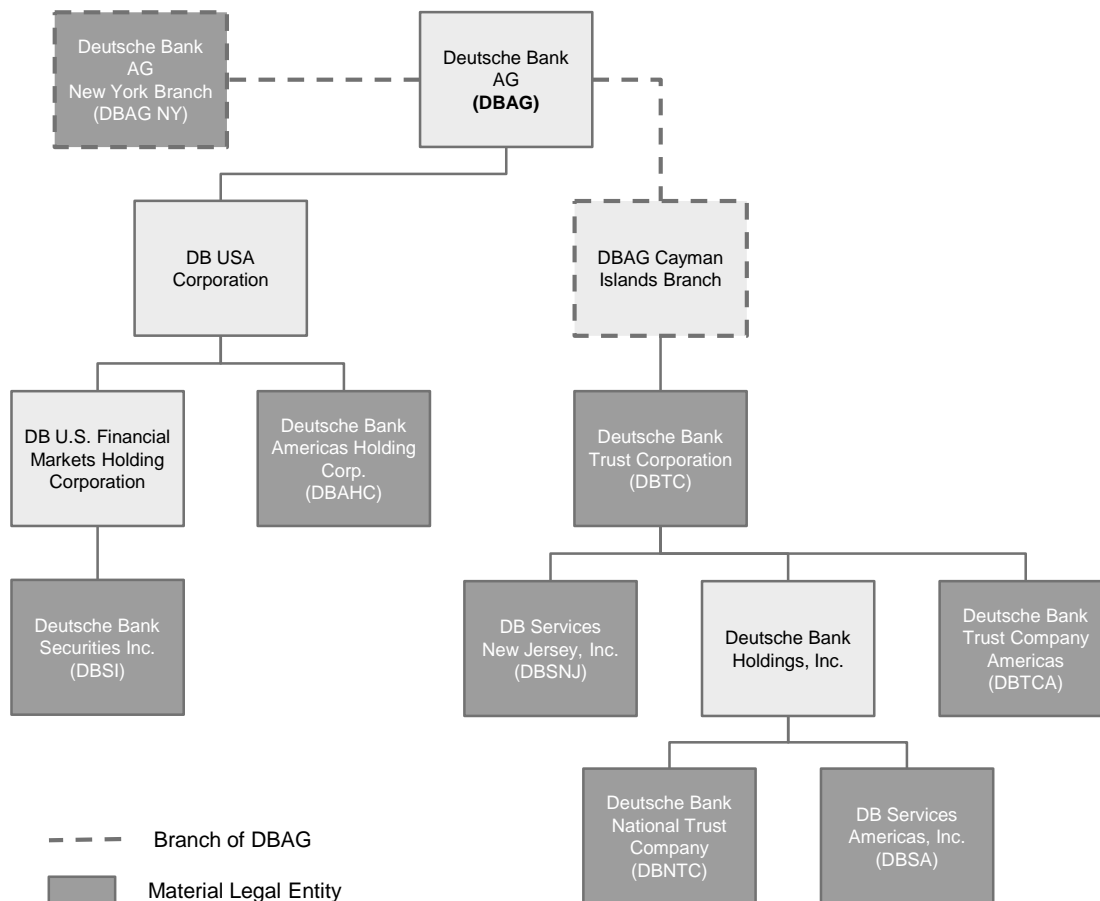 Deutsche Bank
AG
New York Branch
(DBAG NY)
Deutsche Bank
AG
(DBAG)
DB USA
Corporation
DBAG Cayman
Islands Branch
DB U.S. Financial
Markets Holding
Corporation
Deutsche Bank
Americas Holding
Corp.
(DBAHC)
Deutsche Bank
Trust Corporation
(DBTC)
Deutsche Bank
Securities Inc.
(DBSI)
DB Services
New Jersey, Inc.
(DBSNJ)
Deutsche Bank
Holdings, Inc.
Deutsche Bank
Trust Company
Americas
(DBTCA)
Deutsche Bank
National Trust
Company
(DBNTC)
DB Services
Americas, Inc.
(DBSA)
Branch of DBAG
Material Legal Entity